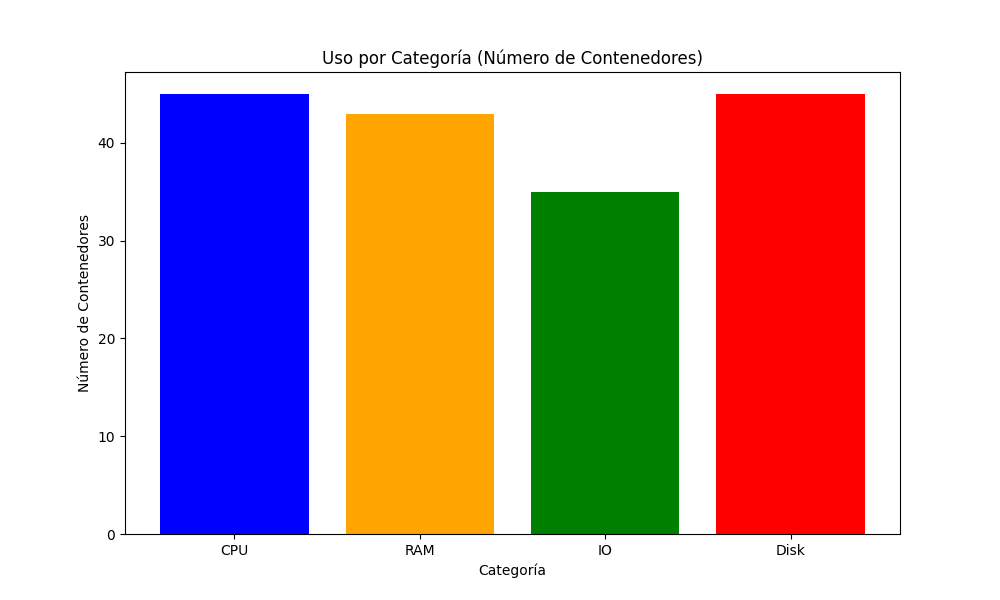 Uso por Categoría (Número de Contenedores)
Número de Contenedores
40
30
20
10
0
CPU RAM IO Disk
Categoría